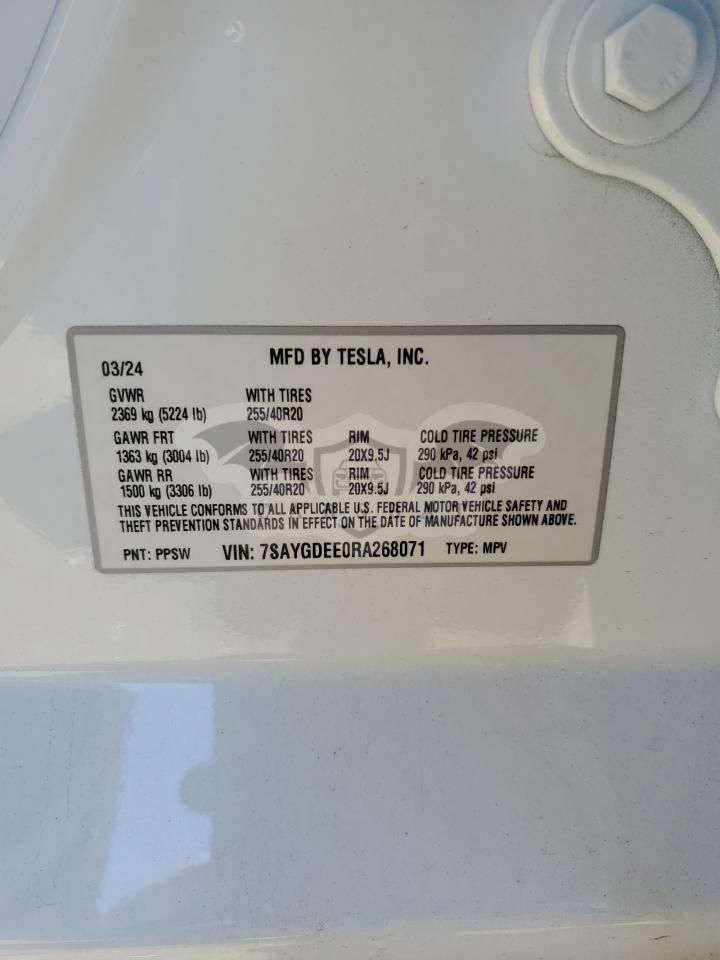 MFD BY TESLA, INC.
03/24
GVWR WITH TIRES
2369 kg (5224 lb) 255/40R20
GAWR FRT WITH TIRES RIM COLD TIRE PRESSURE
1363 kg (3004 lb) 255/40R20 20X9.5J 290 kPa, 42 psi
GAWR RR WITH TIRES RIM COLD TIRE PRESSURE
1500 kg (3306 lb) 255/40R20 20X9.5J 290 kPa, 42 psi
THIS VEHICLE CONFORMS TO ALL APPLICABLE U.S. FEDERAL MOTOR VEHICLE SAFETY AND
THEFT PREVENTION STANDARDS IN EFFECT ON THE DATE OF MANUFACTURE SHOWN ABOVE.
PNT: PPSW VIN: 7SAYGDEE0RA268071 TYPE: MPV